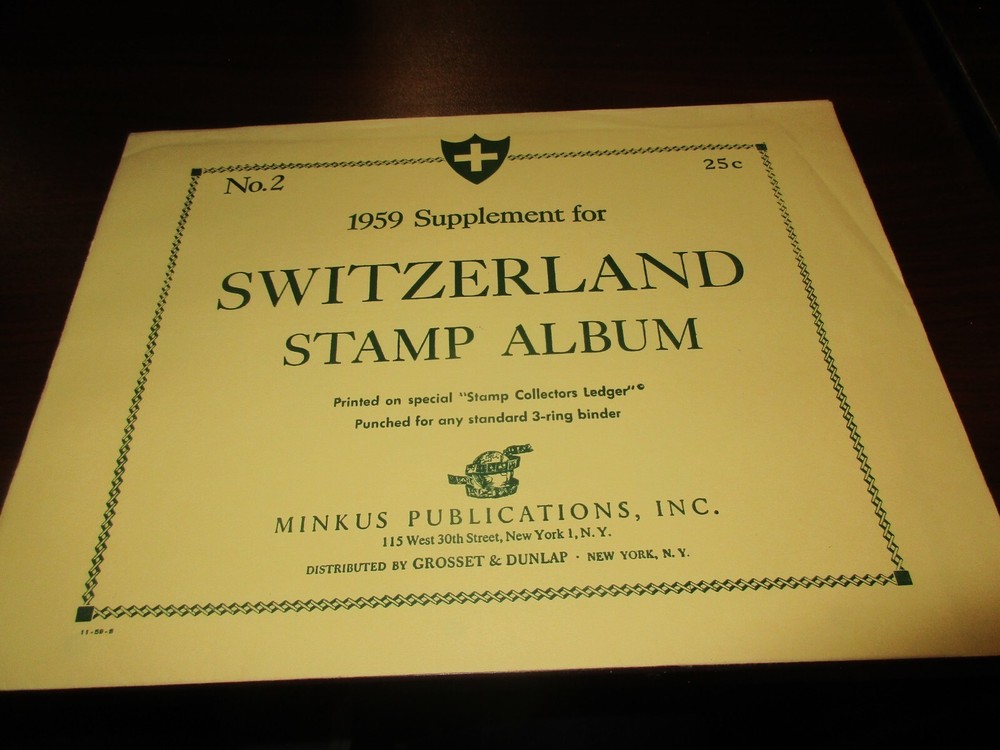 No. 2
25c
1959 Supplement for
SWITZERLAND
STAMP ALBUM
Printed on special "Stamp Collectors Ledger"©
Punched for any standard 3-ring binder
MINKUS PUBLICATIONS, INC.
115 West 30th Street, New York 1, N. Y.
DISTRIBUTED BY GROSSET & DUNLAP · NEW YORK, N. Y.